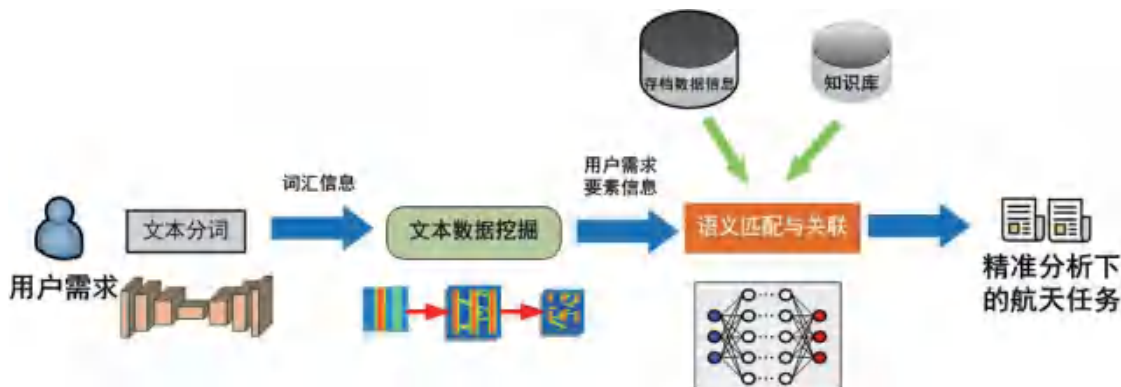 存档数据信息
知识库
词汇信息
用户需求
要素信息
文本分词
文本数据挖掘
语义匹配与关联
用户需求
精准分析下
的航天任务